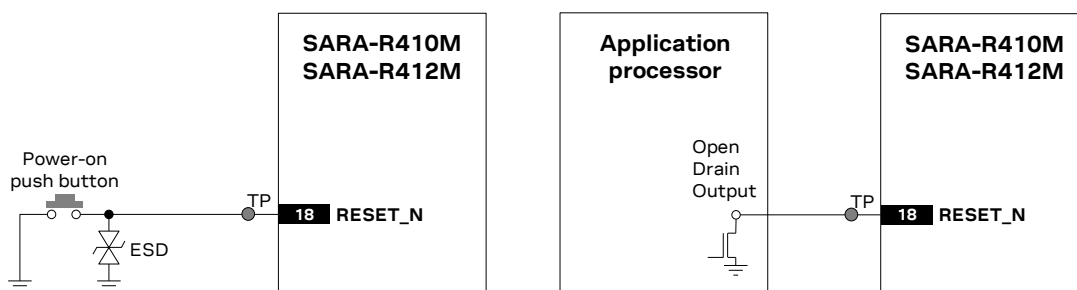 SARA-R410M
SARA-R412M
Power-on
push button
ESD
TP
18 RESET_N
Application
processor
Open
Drain
Output
SARA-R410M
SARA-R412M
TP
18 RESET_N